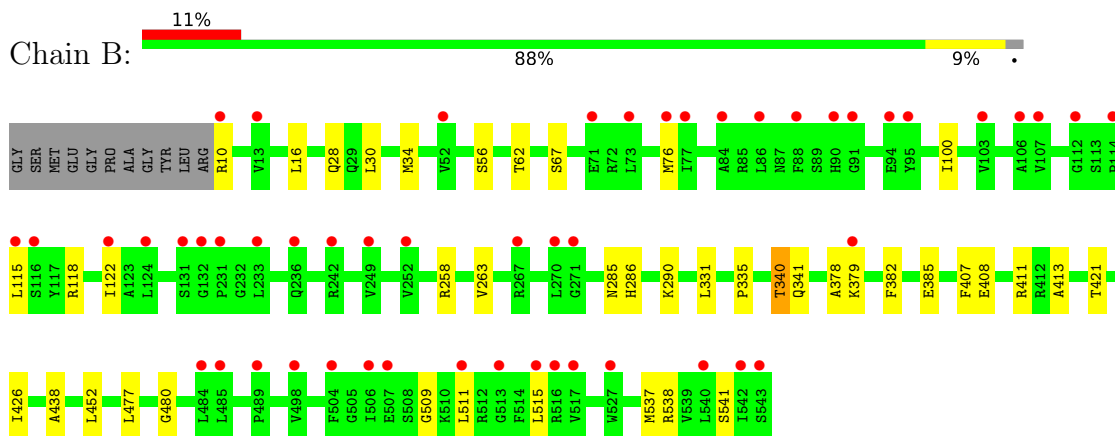 11%
Chain B:
88% 9% •
GLY SER MET GLU GLY PRO ALA GLY TYR LEU ARG R10 V13 L16 Q28 Q29 L30 M34 V52 S56 T62 S67 E71 R72 L73 M76 I77 A84 R85 L86 N87 F88 S89 H90 G91 E94 Y95 I100 V103 A106 V107 G112 S113 P114
L115 S116 Y117 R118 I122 A123 L124 S131 G132 P231 G232 L233 Q236 R242 V249 V252 R258 V263 R267 L270 G271 N285 H286 K290 L331 P335 T340 Q341 A378 K379 F382 E385 F407 E408 R411 R412 A413 T421
I426 A438 L452 L477 G480 L484 L485 P489 V498 F504 G505 I506 E507 S508 G509 K510 L511 R512 G513 F514 L515 R516 V517 W527 M537 R538 V539 L540 S541 I542 S543